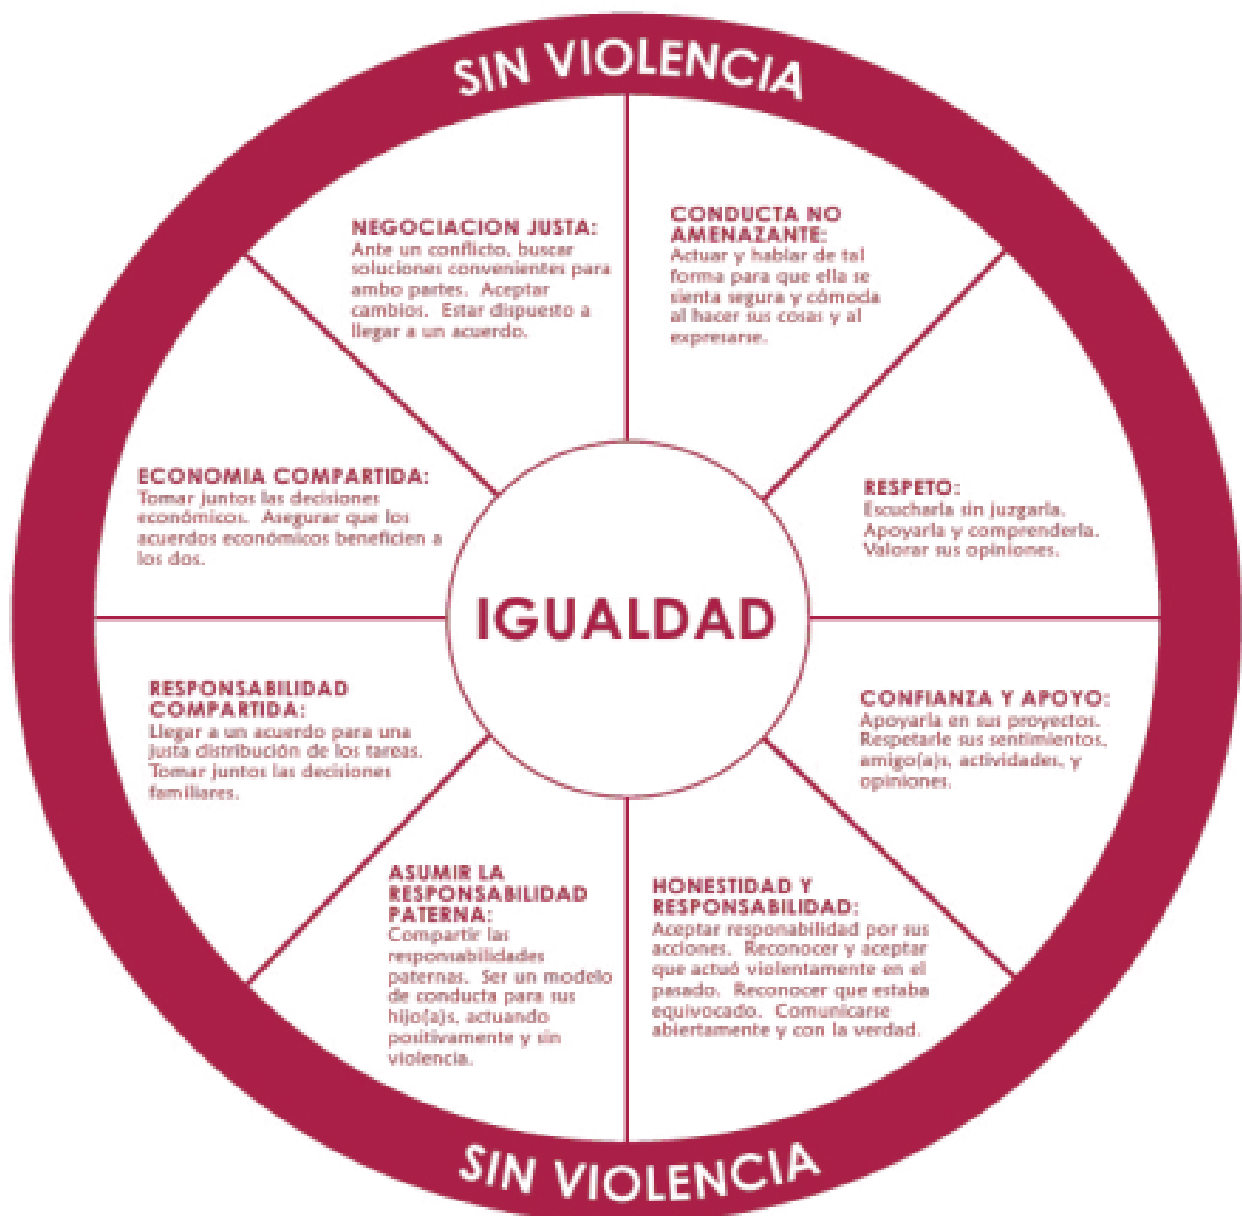 SIN VIOLENCIA
NEGOCIACION JUSTA:
Ante un conflicto, buscar
soluciones convenientes para
ambo partes. Aceptar
cambios. Estar dispuesto a
llegar a un acuerdo.
CONDUCTA NO
AMENAZANTE:
Actuar y hablar de tal
forma para que ella se
sienta segura y cómoda
al hacer sus cosas y al
expresarse.
ECONOMIA COMPARTIDA:
Tomar juntos las decisiones
económicos. Asegurar que los
acuerdos económicos beneficien a
los dos.
RESPETO:
Escucharla sin juzgarla.
Apoyarla y comprenderla.
Valorar sus opiniones.
IGUALDAD
RESPONSABILIDAD
COMPARTIDA:
Llegar a un acuerdo para una
justa distribución de los tareas.
Tomar juntos las decisiones
familiares.
CONFIANZA Y APOYO:
Apoyarla en sus proyectos.
Respetarle sus sentimientos,
amigo(a)s, actividades, y
opiniones.
ASUMIR LA
RESPONSABILIDAD
PATERNA:
Compartir las
responsabilidades
paternas. Ser un modelo
de conducta para sus
hijo(a)s, actuando
positivamente y sin
violencia.
HONESTIDAD Y
RESPONSABILIDAD:
Aceptar responabilidad por sus
acciones. Reconocer y aceptar
que actuó violentamente en el
pasado. Reconocer que estaba
equivocado. Comunicarse
abiertamente y con la verdad.
SIN VIOLENCIA